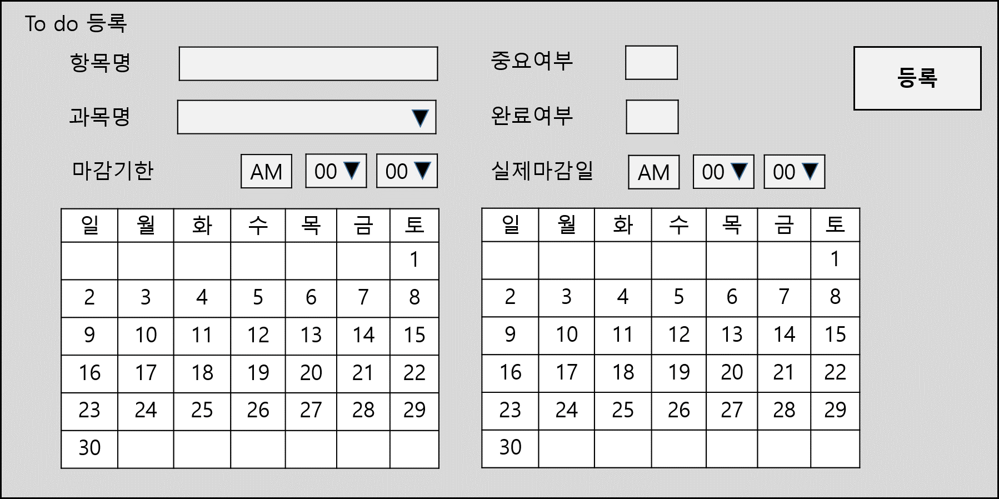 To do 등록
항목명
중요여부
등록
과목명 ▼
완료여부
마감기한 AM 00 ▼ 00 ▼
실제마감일 AM 00 ▼ 00 ▼
일 월 화 수 목 금 토
1
2 3 4 5 6 7 8
9 10 11 12 13 14 15
16 17 18 19 20 21 22
23 24 25 26 27 28 29
30
일 월 화 수 목 금 토
1
2 3 4 5 6 7 8
9 10 11 12 13 14 15
16 17 18 19 20 21 22
23 24 25 26 27 28 29
30